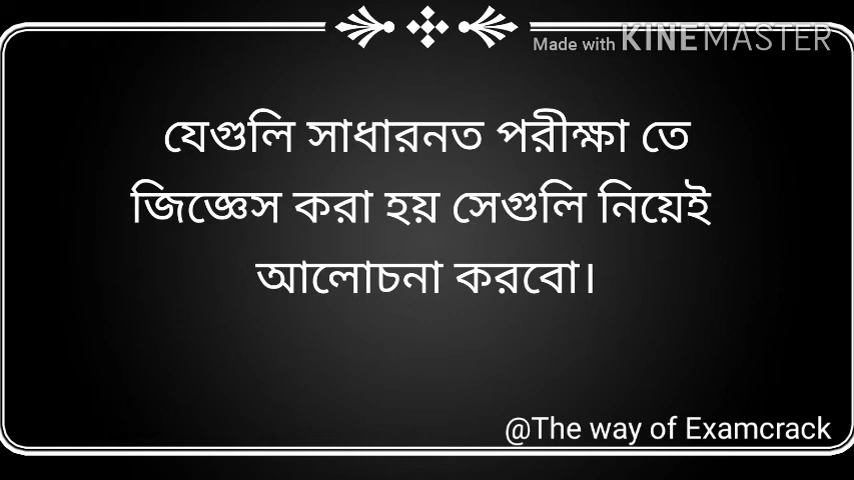 Made with KINEMASTER
যেগুলি সাধারনত পরীক্ষা তে
জিজ্ঞেস করা হয় সেগুলি নিয়েই
আলোচনা করবো।
@The way of Examcrack